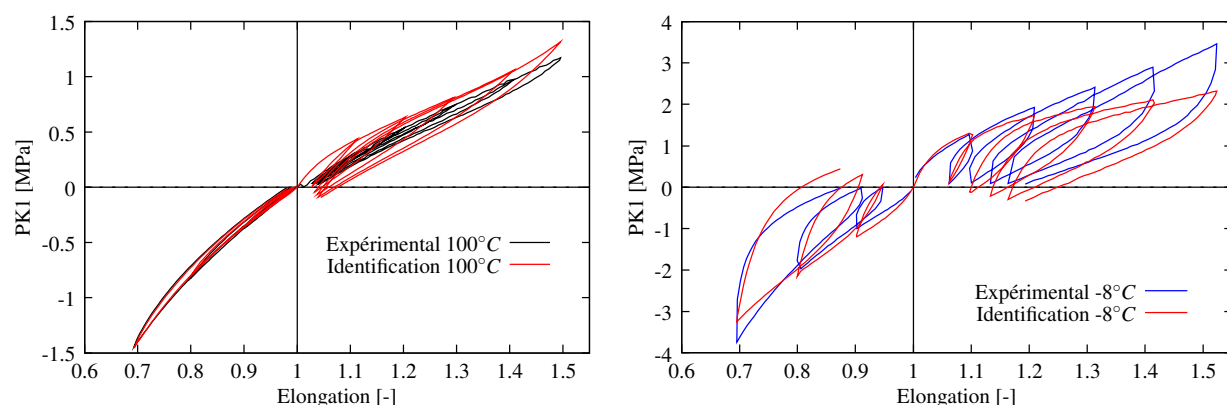 1.5
1
0.5
0
-0.5
-1
-1.5
PK1 [MPa]
0.6 0.7 0.8 0.9 1.0 1.1 1.2 1.3 1.4 1.5
Elongation [-]
Expérimental 100°C
Identification 100°C
4
3
2
1
0
-1
-2
-3
-4
PK1 [MPa]
0.6 0.7 0.8 0.9 1.0 1.1 1.2 1.3 1.4 1.5
Elongation [-]
Expérimental -8°C
Identification -8°C